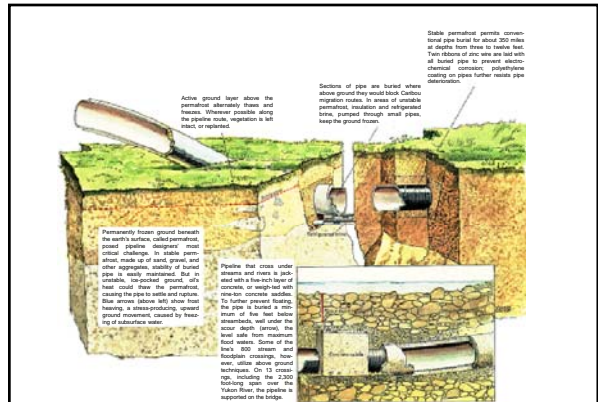 Stable permafrost permits conven-
tional pipe burial for about 350 miles
at depths from three to twelve feet.
Twin ribbons of zinc wire are laid with
all buried pipe to prevent electro-
chemical corrosion; polyethylene
coating on pipes further resists pipe
deterioration.
Sections of pipe are buried where
above ground they would block Caribou
migration routes. In areas of unstable
permafrost, insulation and refrigerated
brine, pumped through small pipes,
keep the ground frozen.
Active ground layer above the
permafrost alternately thaws and
freezes. Wherever possible along
the pipeline route, vegetation is left
intact, or replanted.
Permanently frozen ground beneath
the earth's surface, called permafrost,
posed pipeline designers' most
critical challenge. In stable perm-
afrost, made up of sand, gravel, and
other aggregates, stability of buried
pipe is easily maintained. But in
unstable, ice-pocked ground, oil's
heat could thaw the permafrost,
causing the pipe to settle and rupture.
Blue arrows (above left) show frost
heaving, a stress-producing, upward
ground movement, caused by freez-
ing of subsurface water.
Pipeline that cross under
streams and rivers is jack-
sted with a five-inch layer of
concrete, or weigh-ted with
nine-ton concrete saddles.
To further prevent floating,
the pipe is buried a min-
imum of five feet below
streambeds, well under the
scour depth (arrow), the
level safe from maximum
flood waters. Some of the
line's 800 stream and
floodplain crossings, how-
ever, utilize above ground
techniques. On 13 crossi-
ngs, including the 2,300
foot-long span over the
Yukon River, the pipeline is
supported on the bridge.